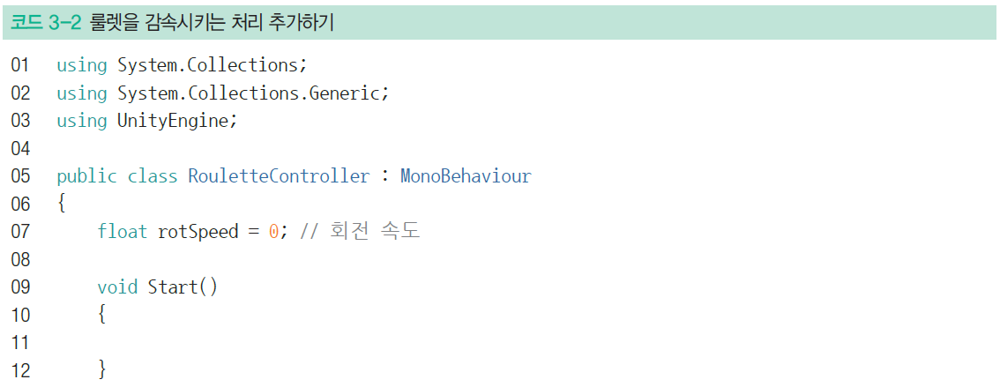 코드 3-2 룰렛을 감속시키는 처리 추가하기
01 using System.Collections;
02 using System.Collections.Generic;
03 using UnityEngine;
04
05 public class RouletteController : MonoBehaviour
06 {
07     float rotSpeed = 0; // 회전 속도
08
09     void Start()
10     {
11
12     }